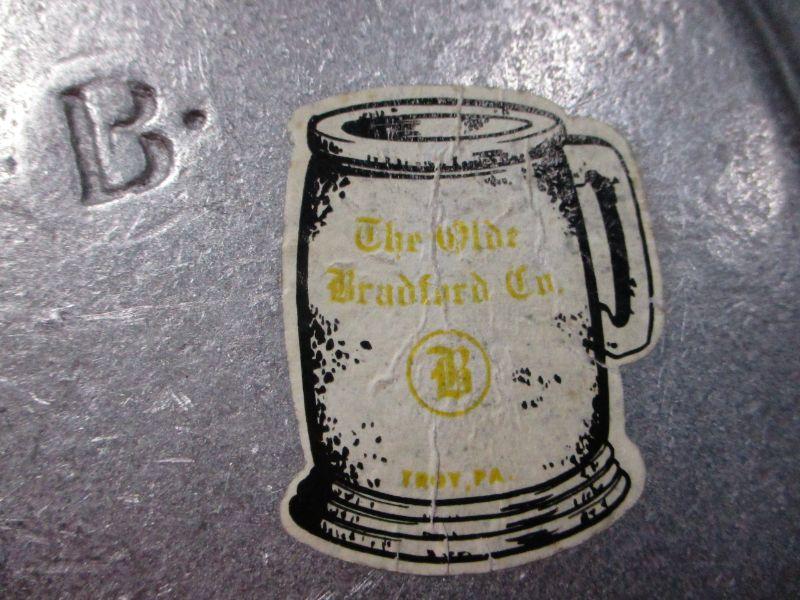 B.
The Olde
Bradford Co.
B
TROY, PA.